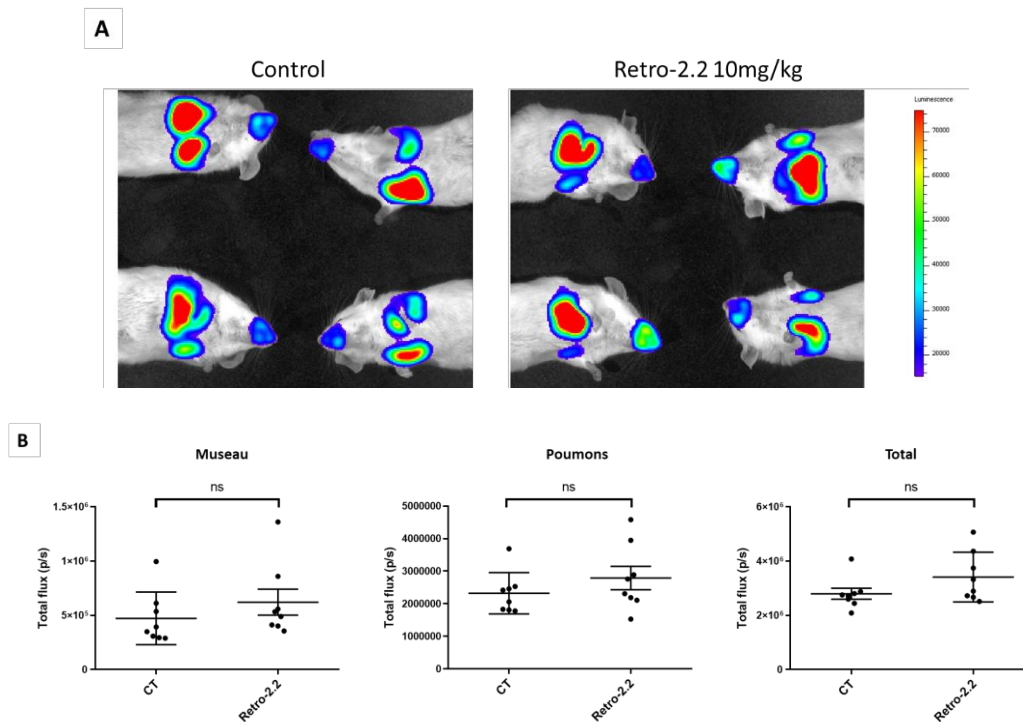 A
Control
Retro-2.2 10mg/kg
Luminescence
70000
60000
50000
40000
30000
20000
B
Museau
Poumons
Total
ns
ns
ns
Total flux (p/s)
1.5×10⁶
1×10⁶
5×10⁵
0
CT
Retro-2.2
Total flux (p/s)
5000000
4000000
3000000
2000000
1000000
0
CT
Retro-2.2
Total flux (p/s)
6×10⁶
4×10⁶
2×10⁶
0
CT
Retro-2.2